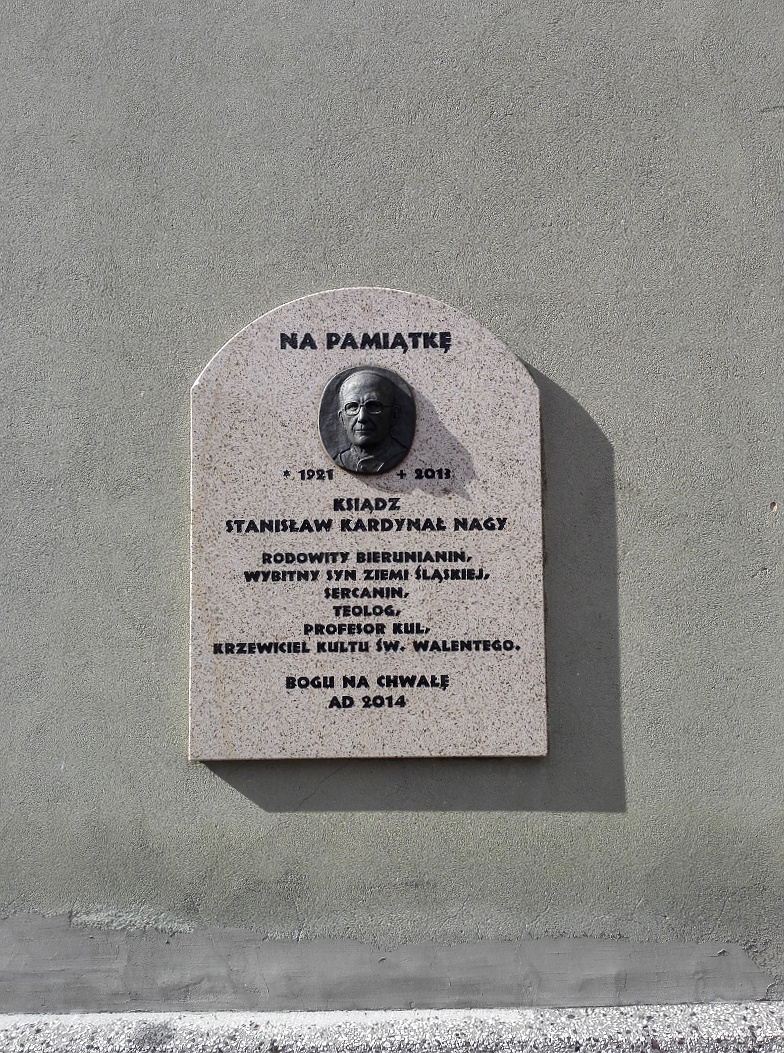 NA PAMIĄTKĘ
* 1921 + 2013
KSIĄDZ
STANISŁAW KARDYNAŁ NAGY
RODOWITY BIERUNIANIN,
WYBITNY SYN ZIEMI ŚLĄSKIEJ,
SERCANIN,
TEOLOG,
PROFESOR KUL,
KRZEWICIEL KULTU ŚW. WALENTEGO.
BOGU NA CHWAŁĘ
AD 2014